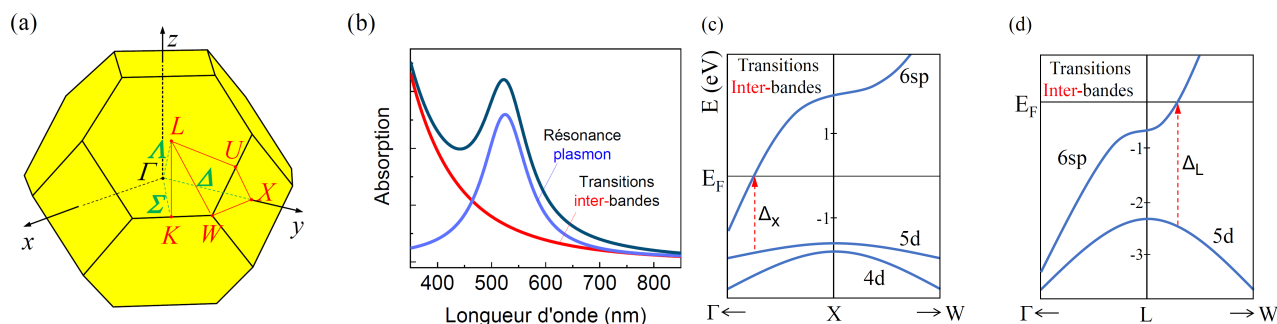 (a)
z
L
Λ
U
Γ
Δ
X
Σ
x
K
W
y
(b)
Absorption
Résonance
plasmon
Transitions
inter-bandes
400 500 600 700 800
Longueur d'onde (nm)
(c)
E (eV)
Transitions
Inter-bandes
6sp
1
E_F
-1
Δ_X
5d
4d
Γ ← X → W
(d)
Transitions
Inter-bandes
E_F
6sp
-1
Δ_L
-2
5d
-3
Γ ← L → W